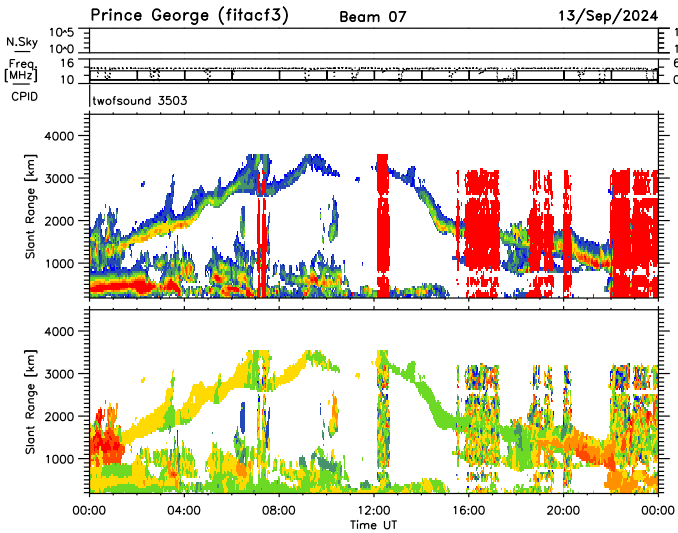 Prince George (fitacf3) Beam 07 13/Sep/2024
10^5
N.Sky
10^0
Freq. 16
[MHz] 10
CPID
twofsound 3503
4000
3000
2000
1000
Slant Range [km]
4000
3000
2000
1000
Slant Range [km]
00:00 04:00 08:00 12:00 16:00 20:00 00:00
Time UT